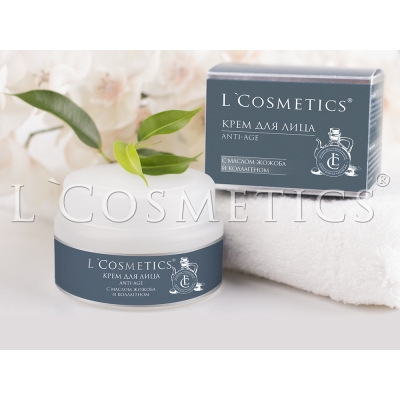 L`COSMETICS®
КРЕМ ДЛЯ ЛИЦА
ANTI-AGE
С МАСЛОМ ЖОЖОБА
И КОЛЛАГЕНОМ
L`COSMETICS®
L`COSMETICS®
КРЕМ ДЛЯ ЛИЦА
ANTI-AGE
С МАСЛОМ ЖОЖОБА
И КОЛЛАГЕНОМ